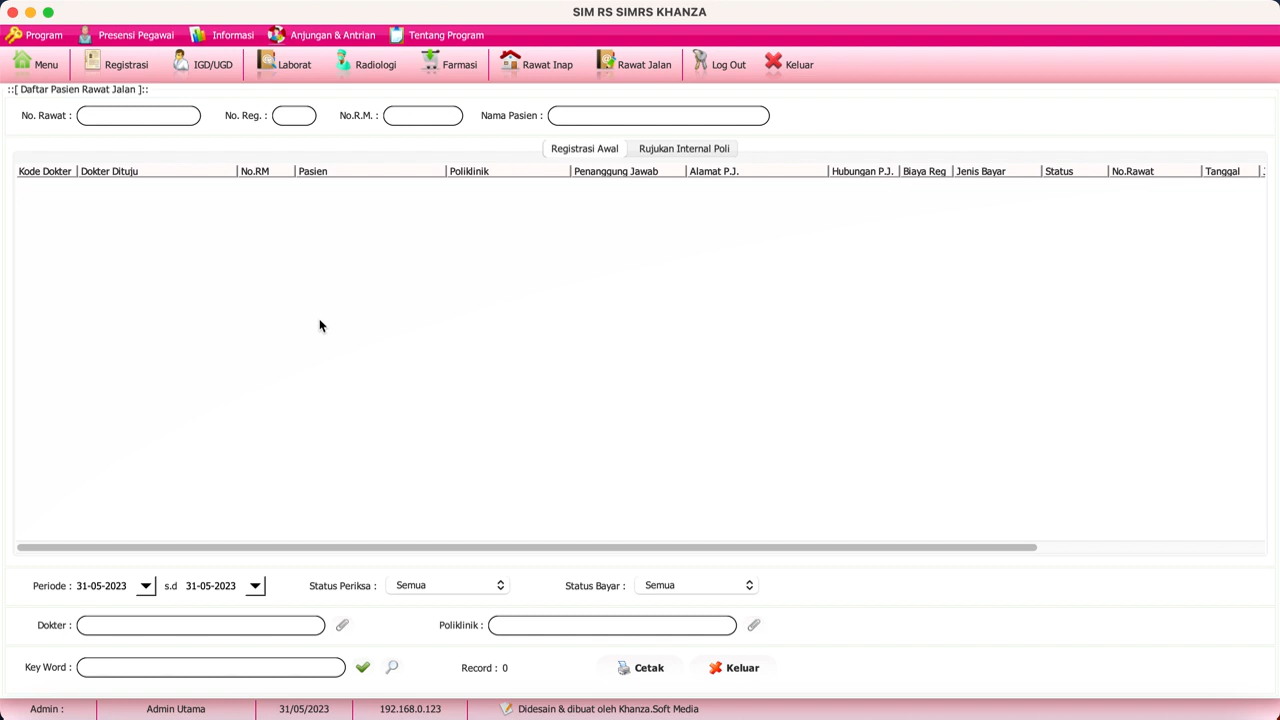 SIM RS SIMRS KHANZA
Program Presensi Pegawai Informasi Anjungan & Antrian Tentang Program
Menu Registrasi IGD/UGD Laborat Radiologi Farmasi Rawat Inap Rawat Jalan Log Out Keluar
::[ Daftar Pasien Rawat Jalan ]::
No. Rawat : No. Reg. : No.R.M. : Nama Pasien :
Registrasi Awal Rujukan Internal Poli
Kode Dokter Dokter Dituju No.RM Pasien Poliklinik Penanggung Jawab Alamat P.J. Hubungan P.J. Biaya Reg Jenis Bayar Status No.Rawat Tanggal
Periode : 31-05-2023 s.d 31-05-2023 Status Periksa : Semua Status Bayar : Semua
Dokter : Poliklinik :
Key Word : Record : 0 Cetak Keluar
Admin : Admin Utama 31/05/2023 192.168.0.123 Didesain & dibuat oleh Khanza.Soft Media